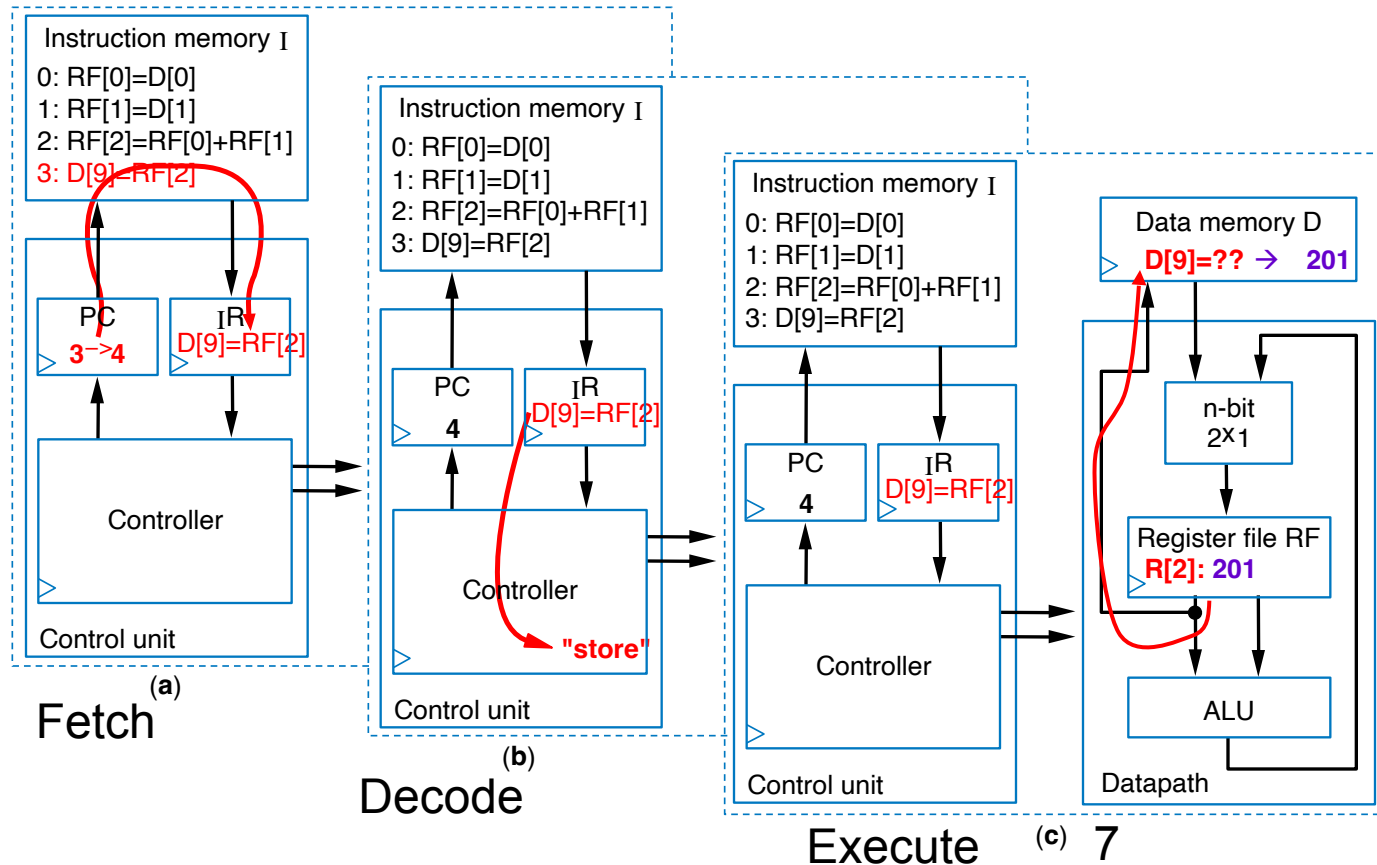 Instruction memory I
0: RF[0]=D[0]
1: RF[1]=D[1]
2: RF[2]=RF[0]+RF[1]
3: D[9]=RF[2]
PC
3->4
IR
D[9]=RF[2]
Controller
Control unit
(a)
Fetch
Instruction memory I
0: RF[0]=D[0]
1: RF[1]=D[1]
2: RF[2]=RF[0]+RF[1]
3: D[9]=RF[2]
PC
4
IR
D[9]=RF[2]
Controller
"store"
Control unit
(b)
Decode
Instruction memory I
0: RF[0]=D[0]
1: RF[1]=D[1]
2: RF[2]=RF[0]+RF[1]
3: D[9]=RF[2]
PC
4
IR
D[9]=RF[2]
Controller
Control unit
Data memory D
D[9]=?? → 201
n-bit
2x1
Register file RF
R[2]: 201
ALU
Datapath
Execute
(c)
7